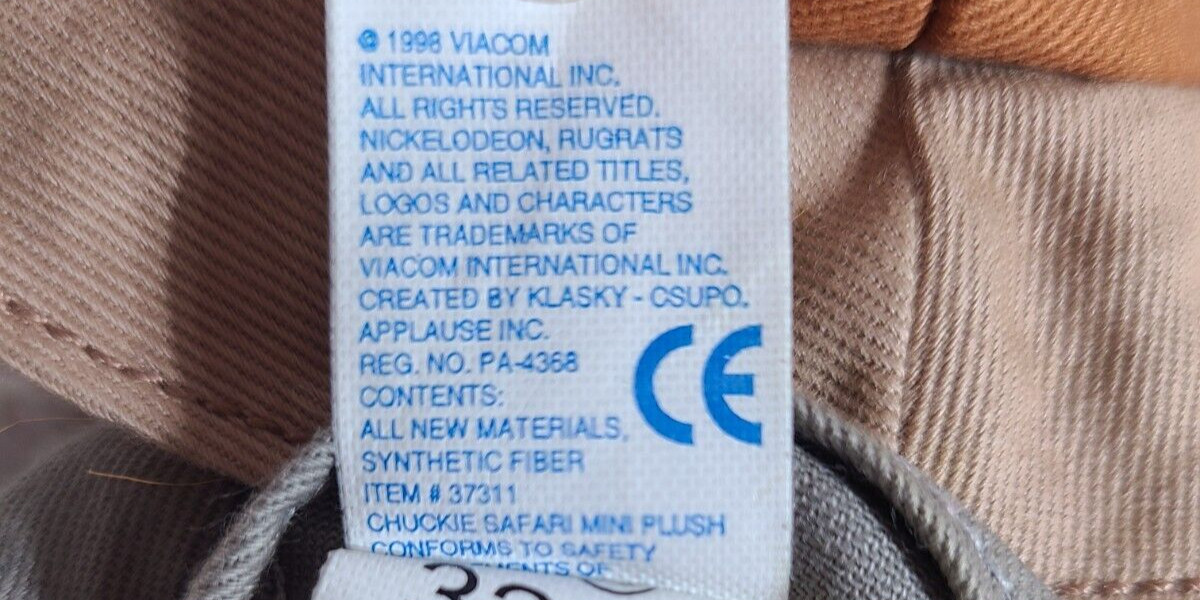 © 1998 VIACOM
INTERNATIONAL INC.
ALL RIGHTS RESERVED.
NICKELODEON, RUGRATS
AND ALL RELATED TITLES,
LOGOS AND CHARACTERS
ARE TRADEMARKS OF
VIACOM INTERNATIONAL INC.
CREATED BY KLASKY - CSUPO.
APPLAUSE INC.
REG. NO. PA-4368
CONTENTS:
ALL NEW MATERIALS,
SYNTHETIC FIBER
CE
ITEM # 37311
CHUCKIE SAFARI MINI PLUSH
CONFORMS TO SAFETY
OF